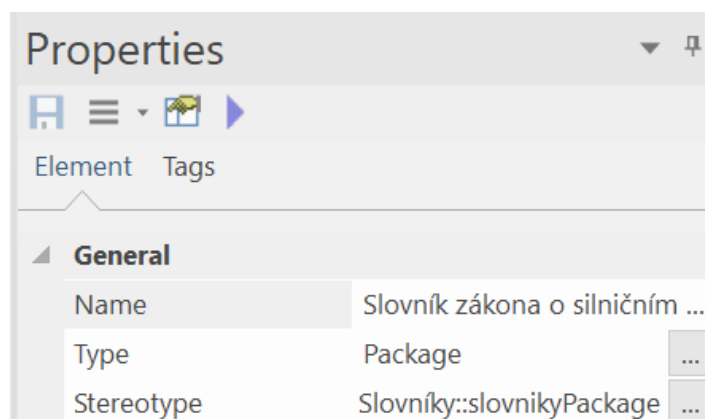 Properties
Element Tags
General
Name Slovník zákona o silničním ...
Type Package ...
Stereotype Slovníky::slovnikyPackage ...